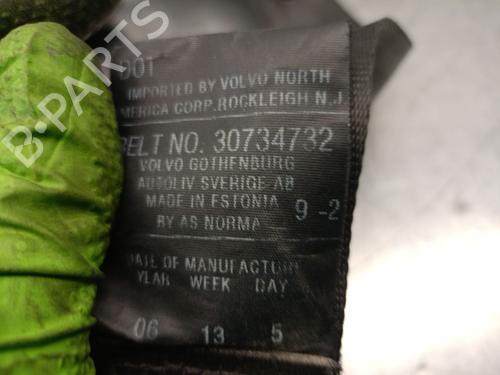 001
IMPORTED BY VOLVO NORTH
AMERICA CORP. ROCKLEIGH N.J.
BELT NO. 30734732
VOLVO GOTHENBURG
AUTOLIV SVERIGE AB
MADE IN ESTONIA 9-2
BY AS NORMA
DATE OF MANUFACTORY
YEAR WEEK DAY
06 13 5
B-PARTS